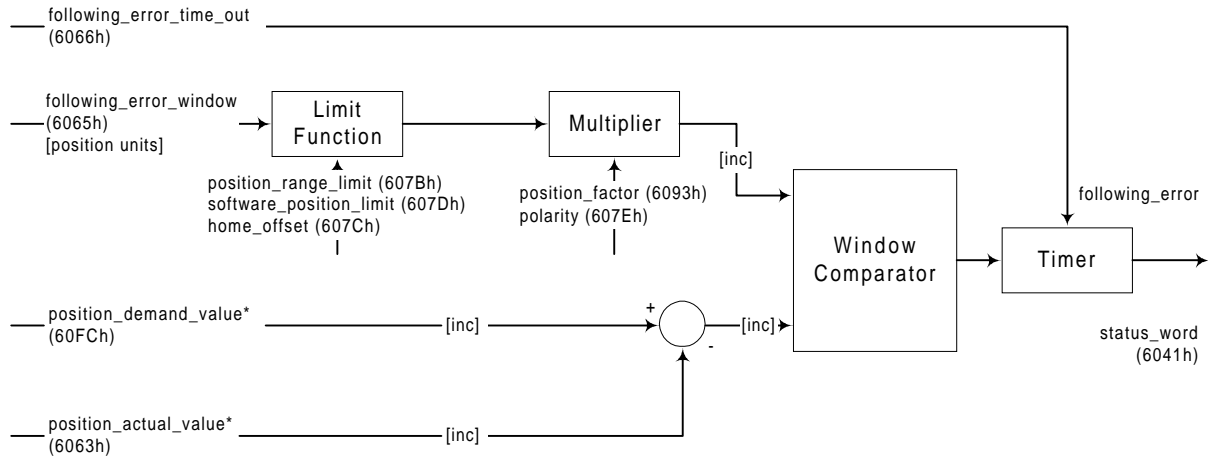 following_error_time_out
(6066h)
following_error_window
(6065h)
[position units]
Limit
Function
Multiplier
[inc]
position_range_limit (607Bh)
software_position_limit (607Dh)
home_offset (607Ch)
position_factor (6093h)
polarity (607Eh)
following_error
Window
Comparator
Timer
position_demand_value*
(60FCh)
[inc]
+
-
[inc]
status_word
(6041h)
position_actual_value*
(6063h)
[inc]